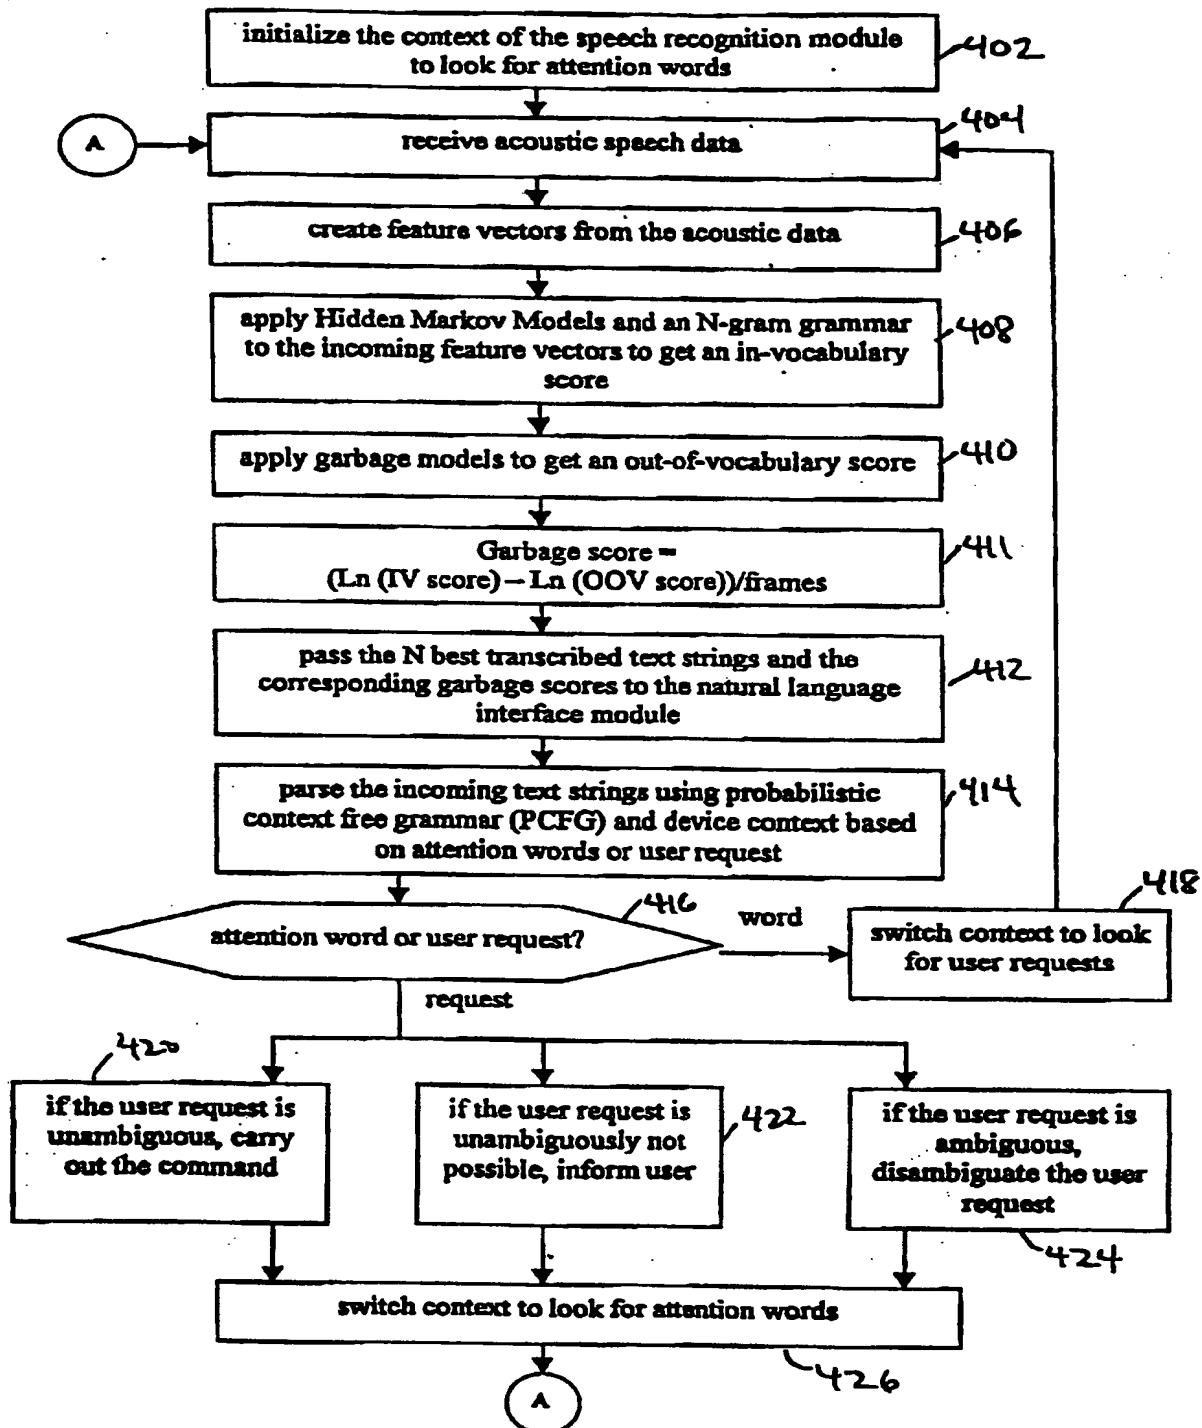 initialize the context of the speech recognition module
to look for attention words
402
404
A
receive acoustic speech data
create feature vectors from the acoustic data
406
apply Hidden Markov Models and an N-gram grammar
to the incoming feature vectors to get an in-vocabulary
score
408
apply garbage models to get an out-of-vocabulary score
410
Garbage score =
(Ln (IV score) – Ln (OOV score))/frames
411
pass the N best transcribed text strings and the
corresponding garbage scores to the natural language
interface module
412
parse the incoming text strings using probabilistic
context free grammar (PCFG) and device context based
on attention words or user request
414
416
attention word or user request?
word
418
switch context to look
for user requests
request
420
if the user request is
unambiguous, carry
out the command
if the user request is
unambiguously not
possible, inform user
422
if the user request is
ambiguous,
disambiguate the user
request
424
switch context to look for attention words
426
A